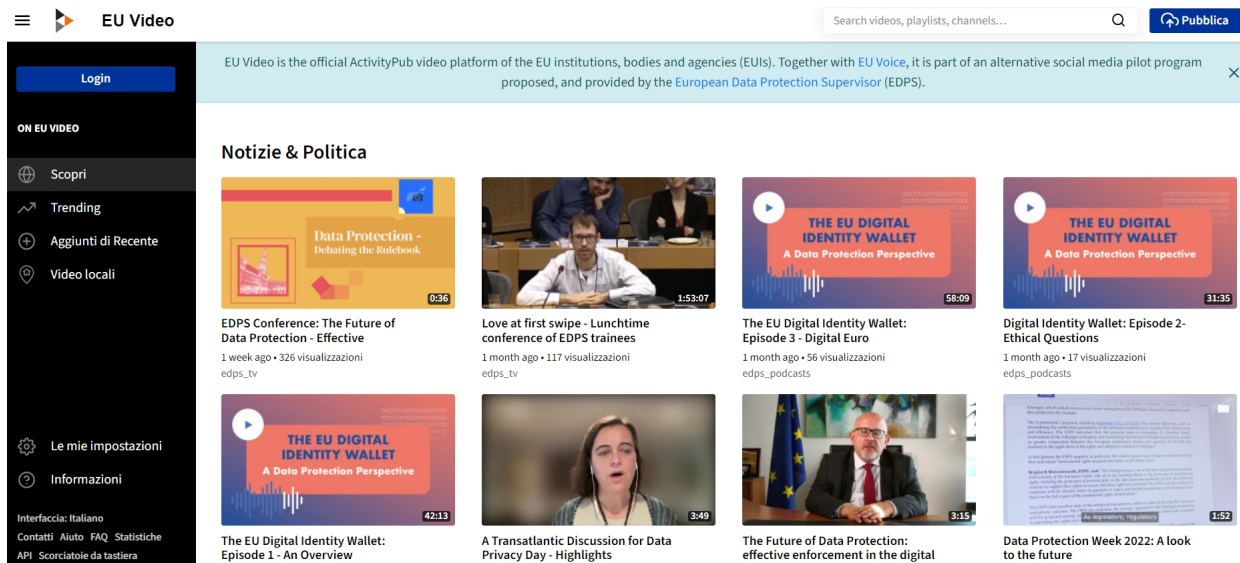 EU Video
Search videos, playlists, channels...
Pubblica
Login
ON EU VIDEO
Scopri
Trending
Aggiunti di Recente
Video locali
Le mie impostazioni
Informazioni
Interfaccia: Italiano
Contatti Aiuto FAQ Statistiche
API Scorciatoie da tastiera
EU Video is the official ActivityPub video platform of the EU institutions, bodies and agencies (EUIs). Together with EU Voice, it is part of an alternative social media pilot program
proposed, and provided by the European Data Protection Supervisor (EDPS).
Notizie & Politica
Data Protection -
Debating the Rulebook
0:36
EDPS Conference: The Future of
Data Protection - Effective
1 week ago • 326 visualizzazioni
edps_tv
1:53:07
Love at first swipe - Lunchtime
conference of EDPS trainees
1 month ago • 117 visualizzazioni
edps_tv
THE EU DIGITAL
IDENTITY WALLET
A Data Protection Perspective
58:09
The EU Digital Identity Wallet:
Episode 3 - Digital Euro
1 month ago • 56 visualizzazioni
edps_podcasts
THE EU DIGITAL
IDENTITY WALLET
A Data Protection Perspective
31:35
Digital Identity Wallet: Episode 2-
Ethical Questions
1 month ago • 17 visualizzazioni
edps_podcasts
THE EU DIGITAL
IDENTITY WALLET
A Data Protection Perspective
42:13
The EU Digital Identity Wallet:
Episode 1 - An Overview
3:49
A Transatlantic Discussion for Data
Privacy Day - Highlights
3:15
The Future of Data Protection:
effective enforcement in the digital
As legislators, regulators
1:52
Data Protection Week 2022: A look
to the future